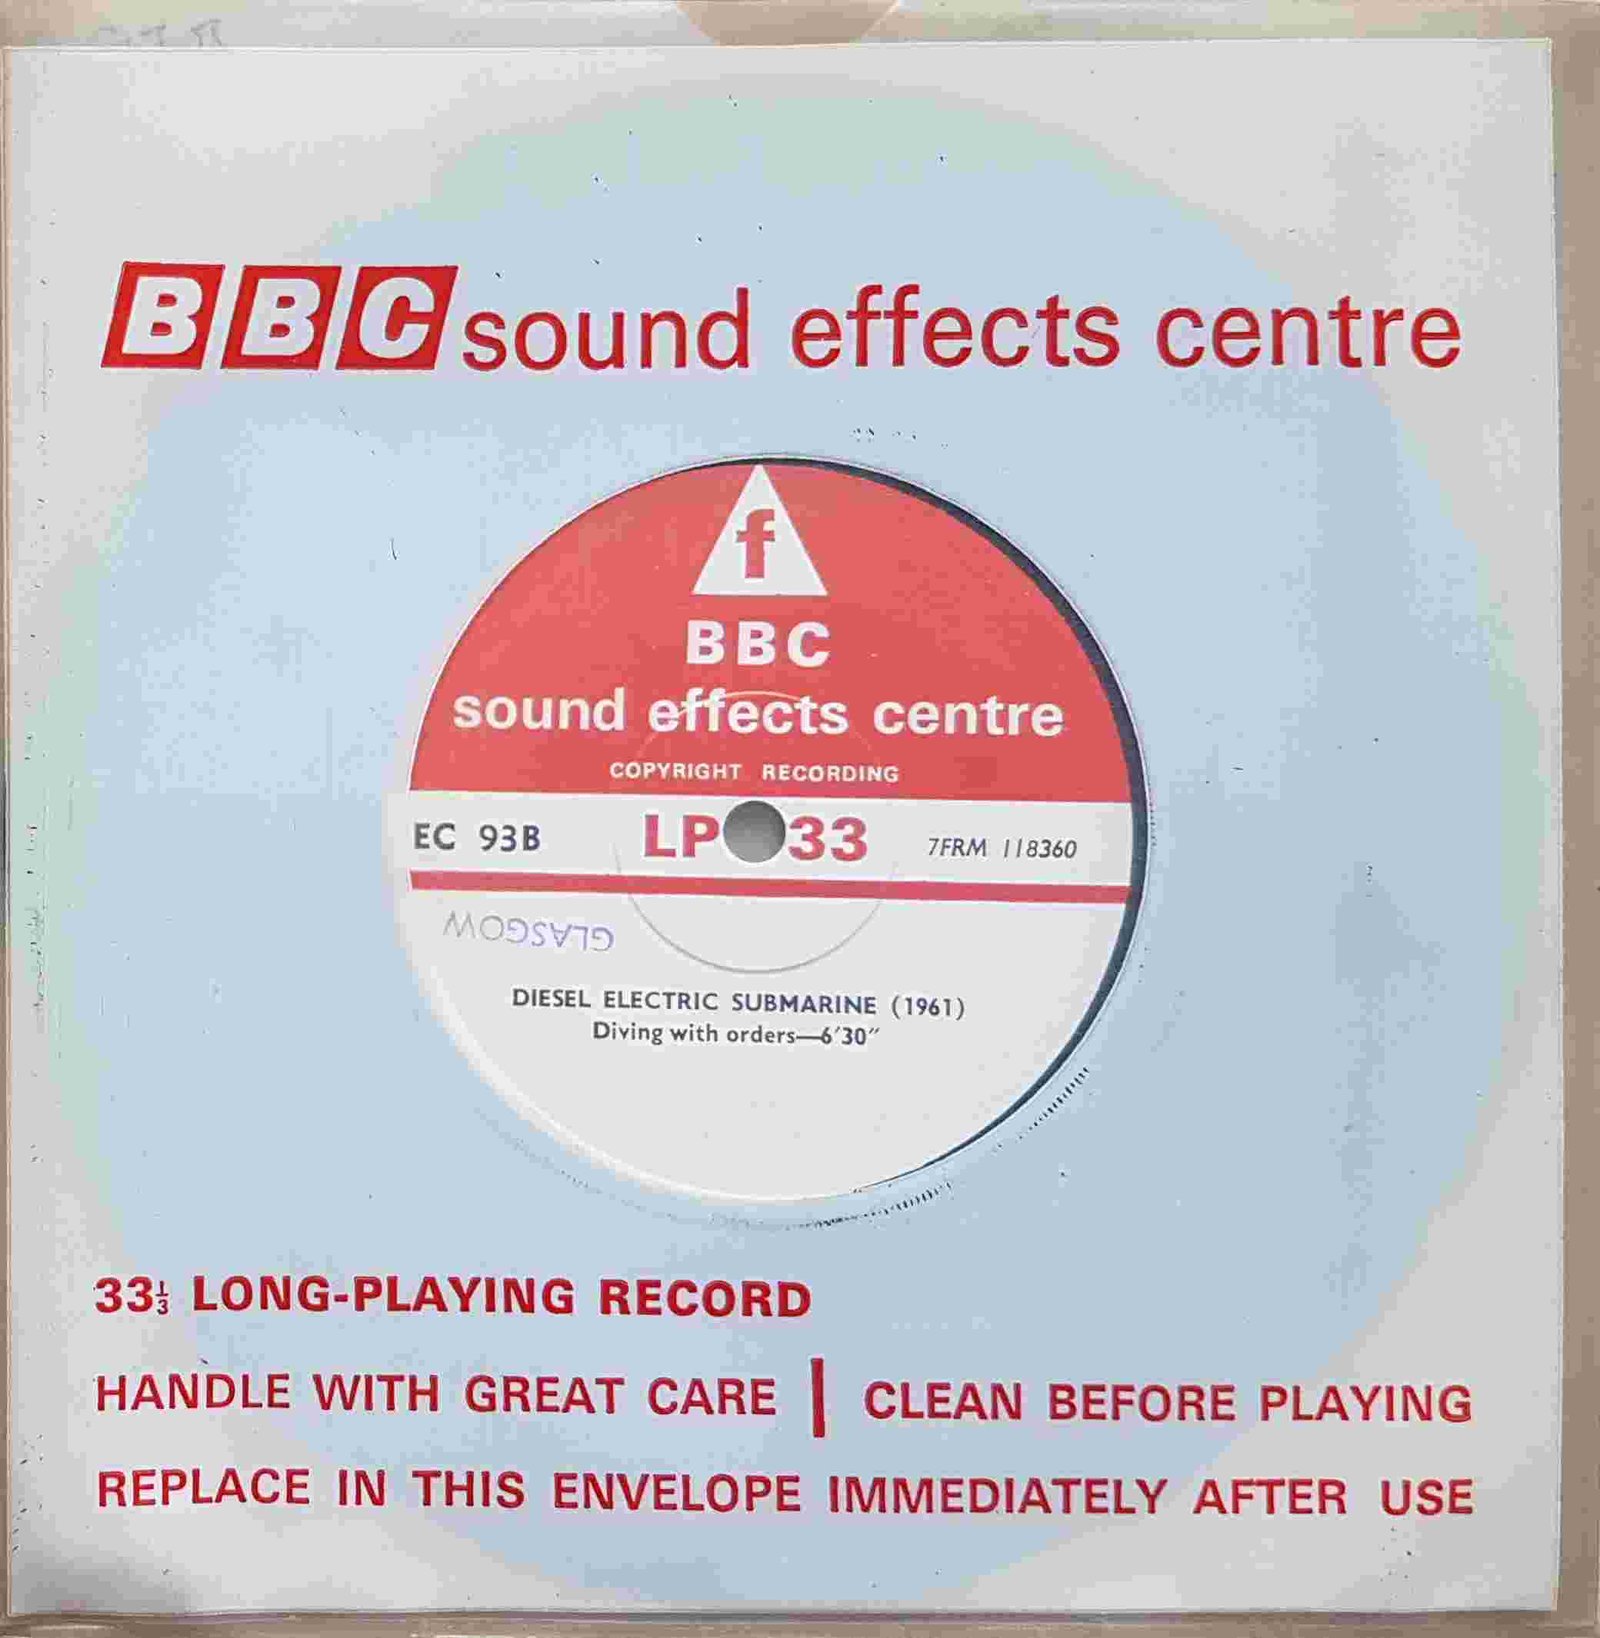 BBC sound effects centre
f
BBC
sound effects centre
COPYRIGHT RECORDING
EC 93B LP 33 7FRM 118360
GLASGOW
DIESEL ELECTRIC SUBMARINE (1961)
Diving with orders—6′30″
33⅓ LONG-PLAYING RECORD
HANDLE WITH GREAT CARE | CLEAN BEFORE PLAYING
REPLACE IN THIS ENVELOPE IMMEDIATELY AFTER USE